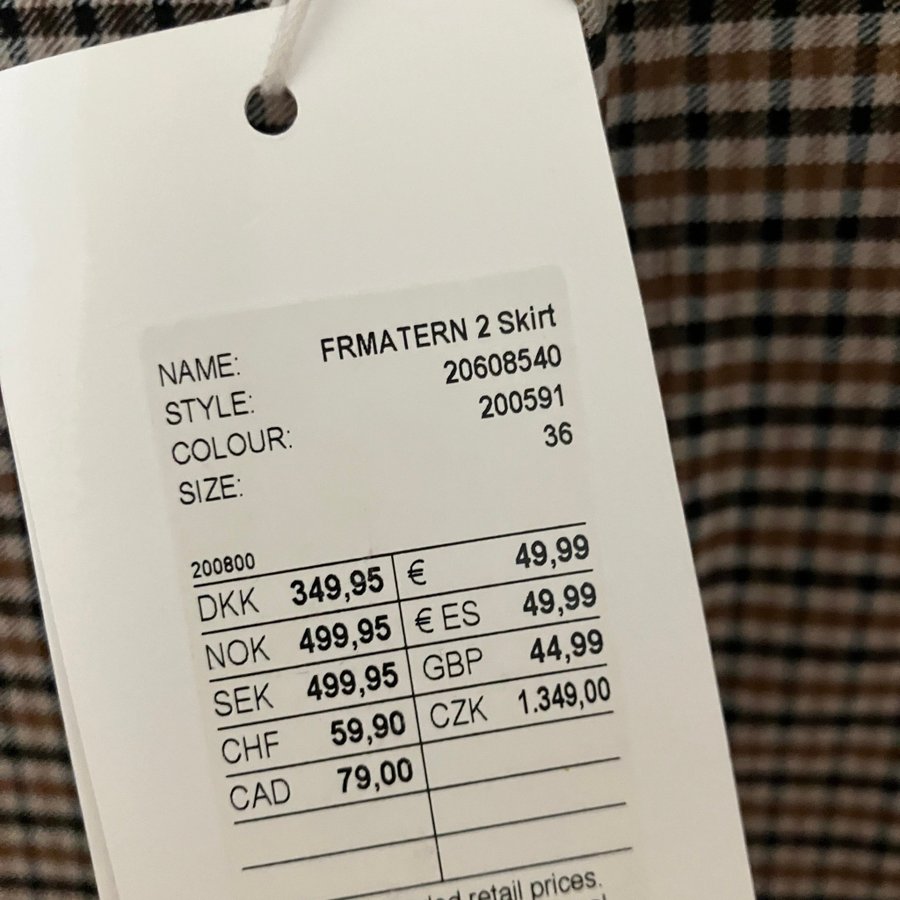 NAME: FRMATERN 2 Skirt
STYLE: 20608540
COLOUR: 200591
SIZE: 36
200800
DKK 349,95 € 49,99
NOK 499,95 € ES 49,99
SEK 499,95 GBP 44,99
CHF 59,90 CZK 1.349,00
CAD 79,00
retail prices.